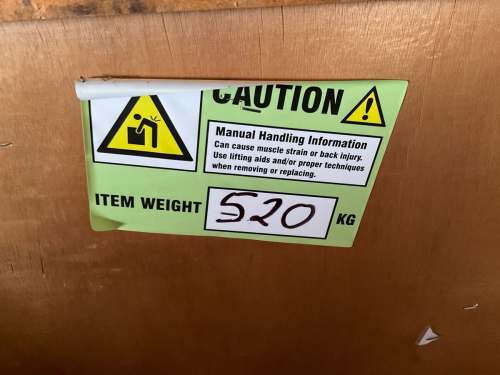 CAUTION
Manual Handling Information
Can cause muscle strain or back injury.
Use lifting aids and/or proper techniques
when removing or replacing.
ITEM WEIGHT 520 KG